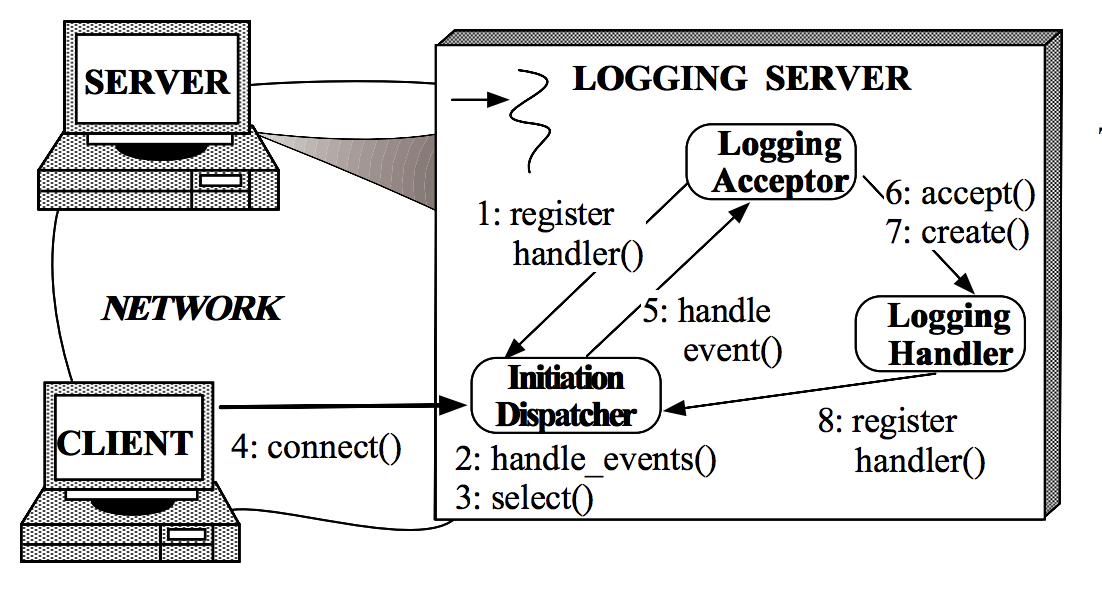 SERVER
LOGGING SERVER
Logging
Acceptor
6: accept()
7: create()
1: register
handler()
NETWORK
5: handle
event()
Logging
Handler
Initiation
Dispatcher
CLIENT
4: connect()
2: handle_events()
3: select()
8: register
handler()